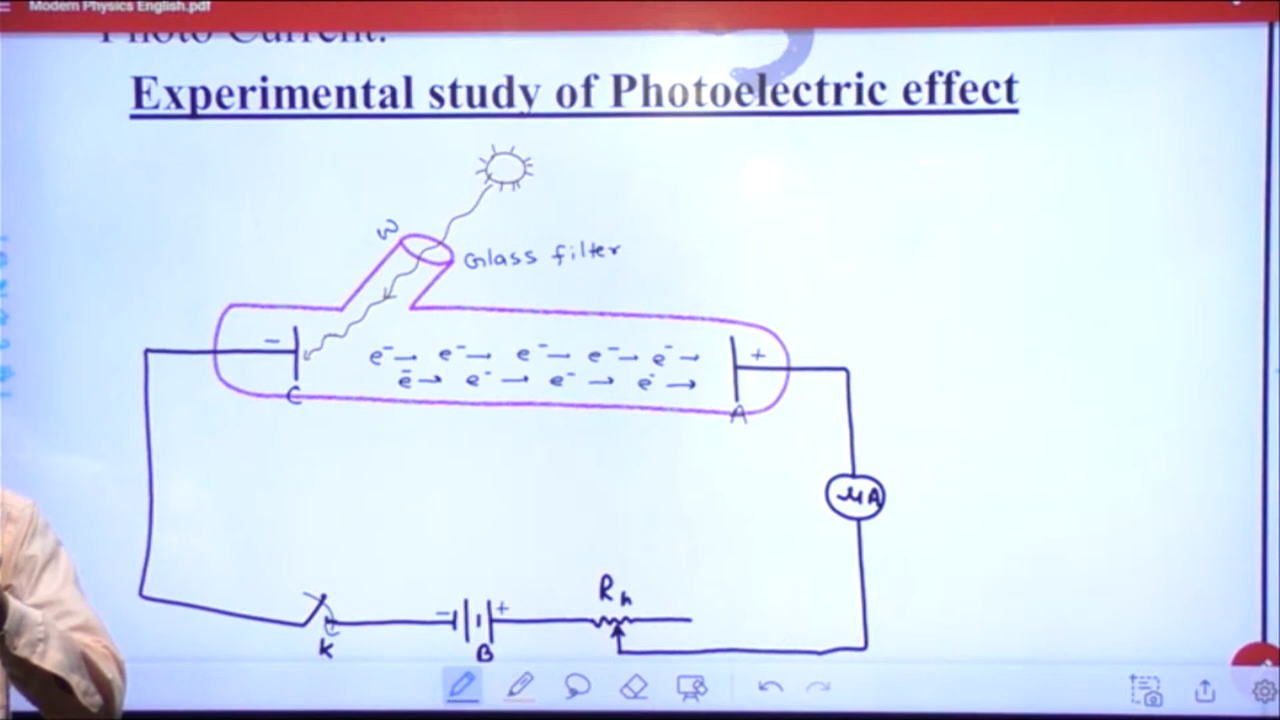 Modern Physics English.pdf
Photo Current.
Experimental study of Photoelectric effect
W
Glass filter
- +
e⁻ → e⁻ → e⁻ → e⁻ → e⁻ →
e⁻ → e⁻ → e⁻ → e⁻ →
C A
μA
Rh
- +
K B